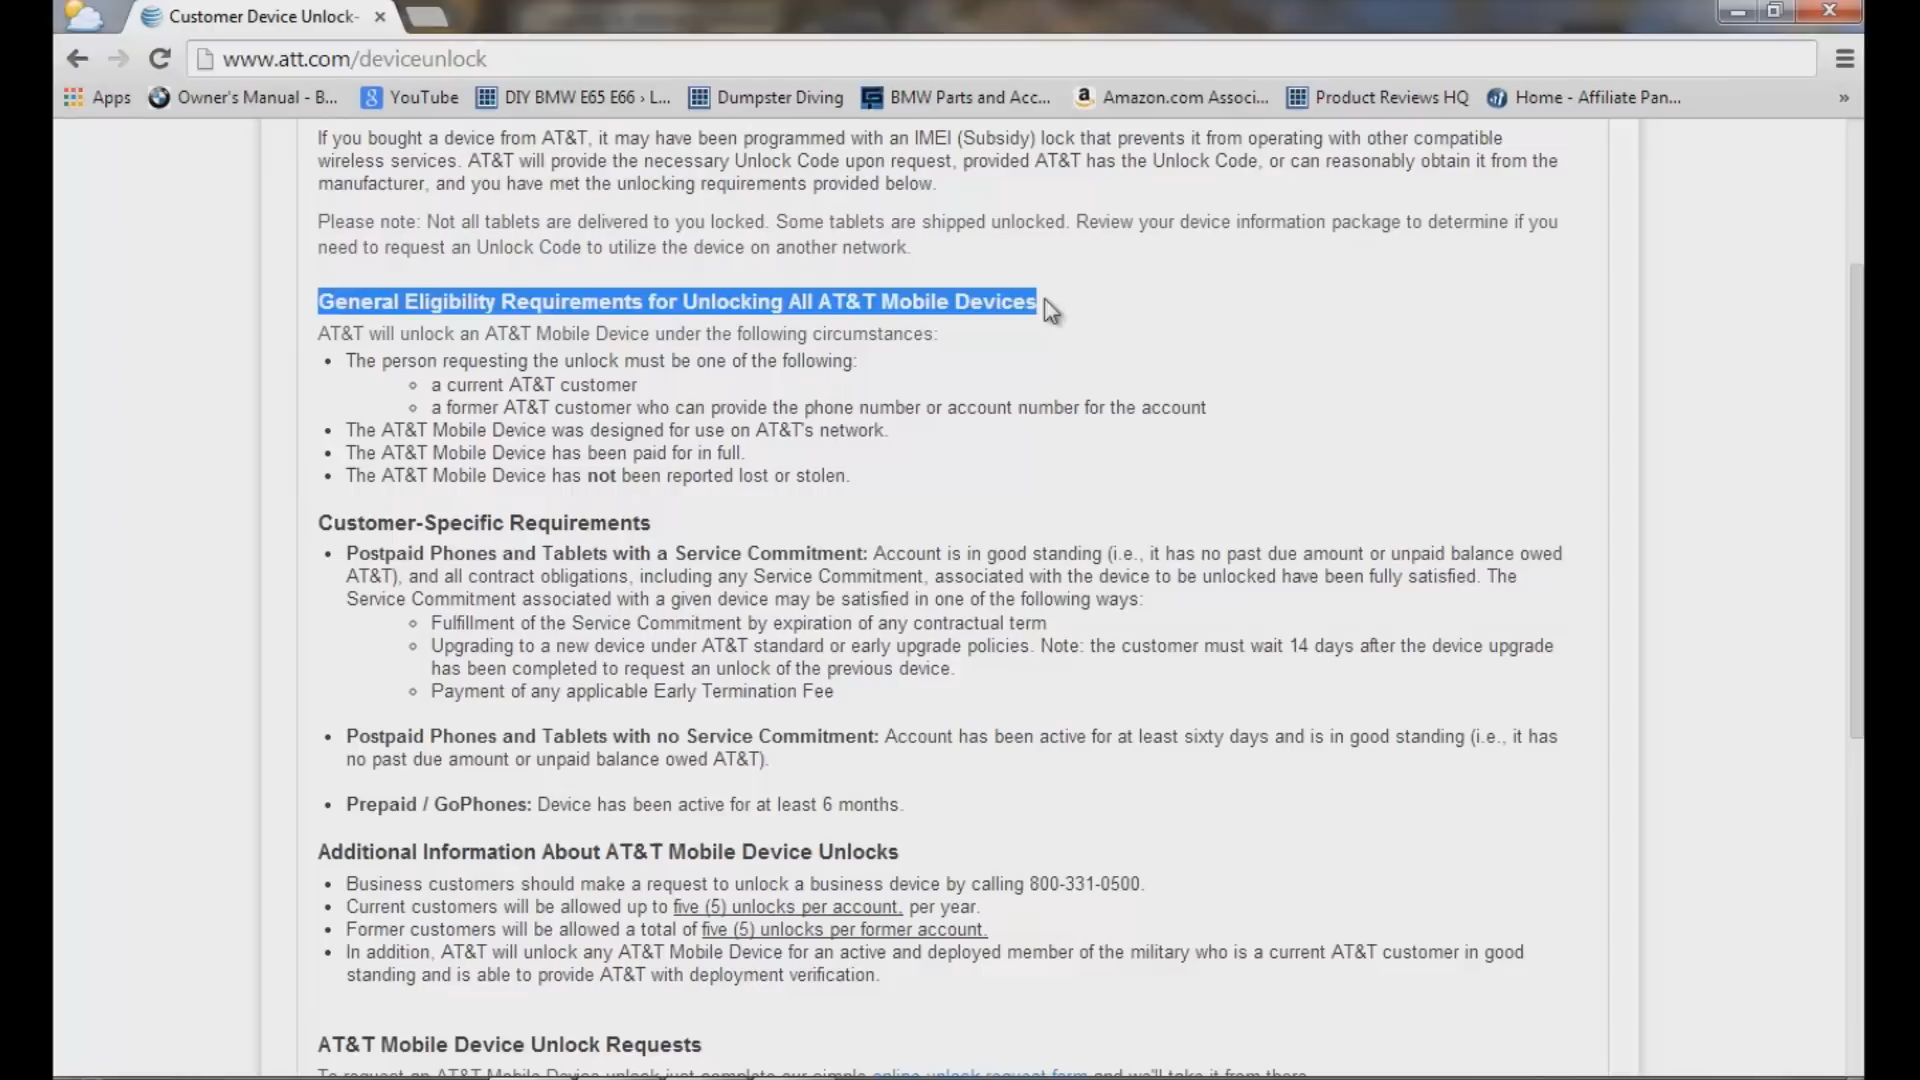 Customer Device Unlock-
www.att.com/deviceunlock
Apps Owner's Manual - B... YouTube DIY BMW E65 E66 › L... Dumpster Diving BMW Parts and Acc... Amazon.com Associ... Product Reviews HQ Home - Affiliate Pan... »
If you bought a device from AT&T, it may have been programmed with an IMEI (Subsidy) lock that prevents it from operating with other compatible
wireless services. AT&T will provide the necessary Unlock Code upon request, provided AT&T has the Unlock Code, or can reasonably obtain it from the
manufacturer, and you have met the unlocking requirements provided below.
Please note: Not all tablets are delivered to you locked. Some tablets are shipped unlocked. Review your device information package to determine if you
need to request an Unlock Code to utilize the device on another network.
General Eligibility Requirements for Unlocking All AT&T Mobile Devices
AT&T will unlock an AT&T Mobile Device under the following circumstances:
• The person requesting the unlock must be one of the following:
◦ a current AT&T customer
◦ a former AT&T customer who can provide the phone number or account number for the account
• The AT&T Mobile Device was designed for use on AT&T's network.
• The AT&T Mobile Device has been paid for in full.
• The AT&T Mobile Device has not been reported lost or stolen.
Customer-Specific Requirements
• Postpaid Phones and Tablets with a Service Commitment: Account is in good standing (i.e., it has no past due amount or unpaid balance owed
AT&T), and all contract obligations, including any Service Commitment, associated with the device to be unlocked have been fully satisfied. The
Service Commitment associated with a given device may be satisfied in one of the following ways:
◦ Fulfillment of the Service Commitment by expiration of any contractual term
◦ Upgrading to a new device under AT&T standard or early upgrade policies. Note: the customer must wait 14 days after the device upgrade
has been completed to request an unlock of the previous device.
◦ Payment of any applicable Early Termination Fee
• Postpaid Phones and Tablets with no Service Commitment: Account has been active for at least sixty days and is in good standing (i.e., it has
no past due amount or unpaid balance owed AT&T).
• Prepaid / GoPhones: Device has been active for at least 6 months.
Additional Information About AT&T Mobile Device Unlocks
• Business customers should make a request to unlock a business device by calling 800-331-0500.
• Current customers will be allowed up to five (5) unlocks per account, per year.
• Former customers will be allowed a total of five (5) unlocks per former account.
• In addition, AT&T will unlock any AT&T Mobile Device for an active and deployed member of the military who is a current AT&T customer in good
standing and is able to provide AT&T with deployment verification.
AT&T Mobile Device Unlock Requests
To request an AT&T Mobile Device unlock just complete our simple online unlock request form and we'll take it from there